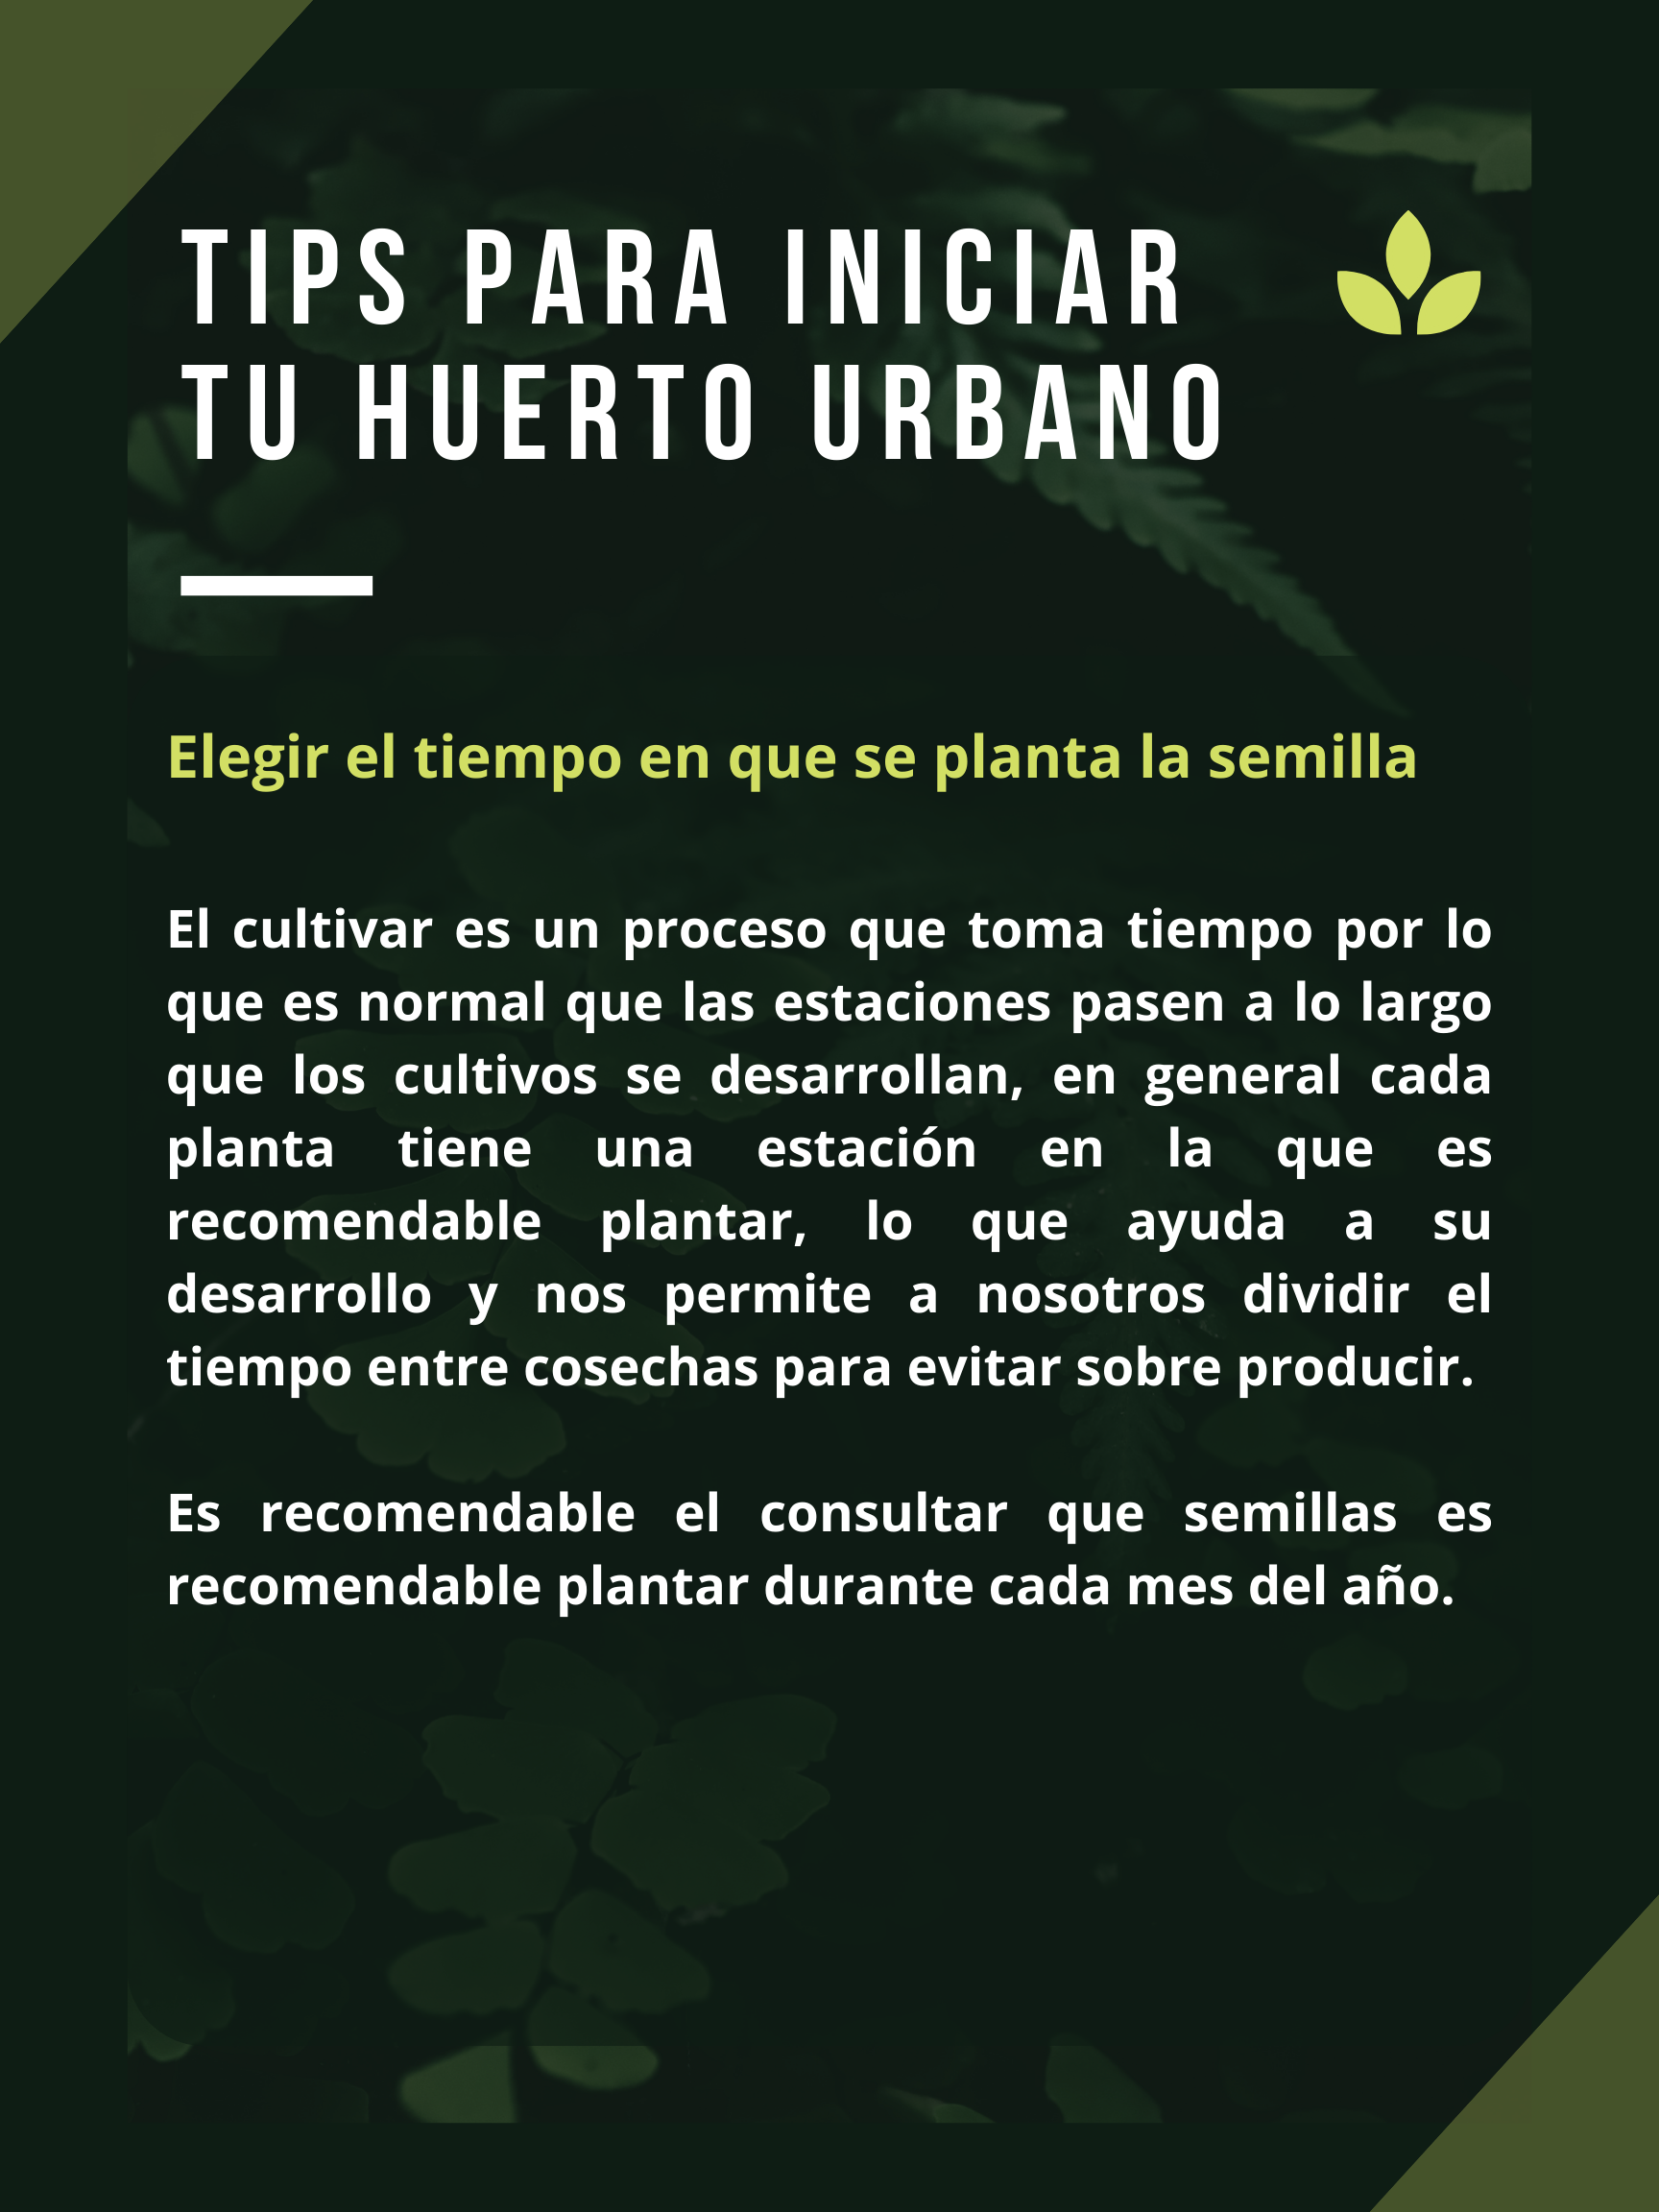 TIPS PARA INICIAR
TU HUERTO URBANO
Elegir el tiempo en que se planta la semilla
El cultivar es un proceso que toma tiempo por lo
que es normal que las estaciones pasen a lo largo
que los cultivos se desarrollan, en general cada
planta tiene una estación en la que es
recomendable plantar, lo que ayuda a su
desarrollo y nos permite a nosotros dividir el
tiempo entre cosechas para evitar sobre producir.
Es recomendable el consultar que semillas es
recomendable plantar durante cada mes del año.